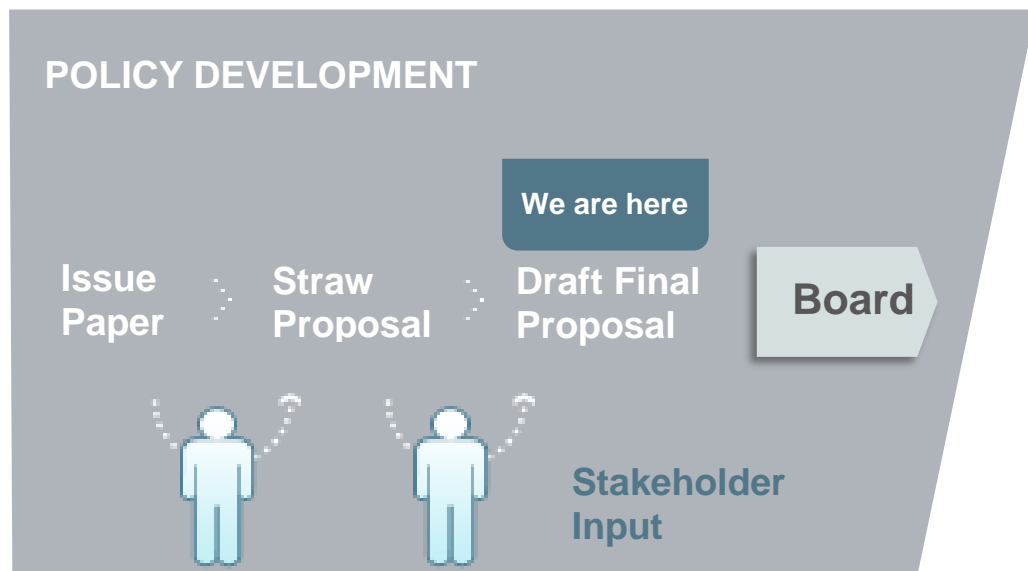 POLICY DEVELOPMENT
We are here
Issue
Paper
Straw
Proposal
Draft Final
Proposal
Board
Stakeholder
Input